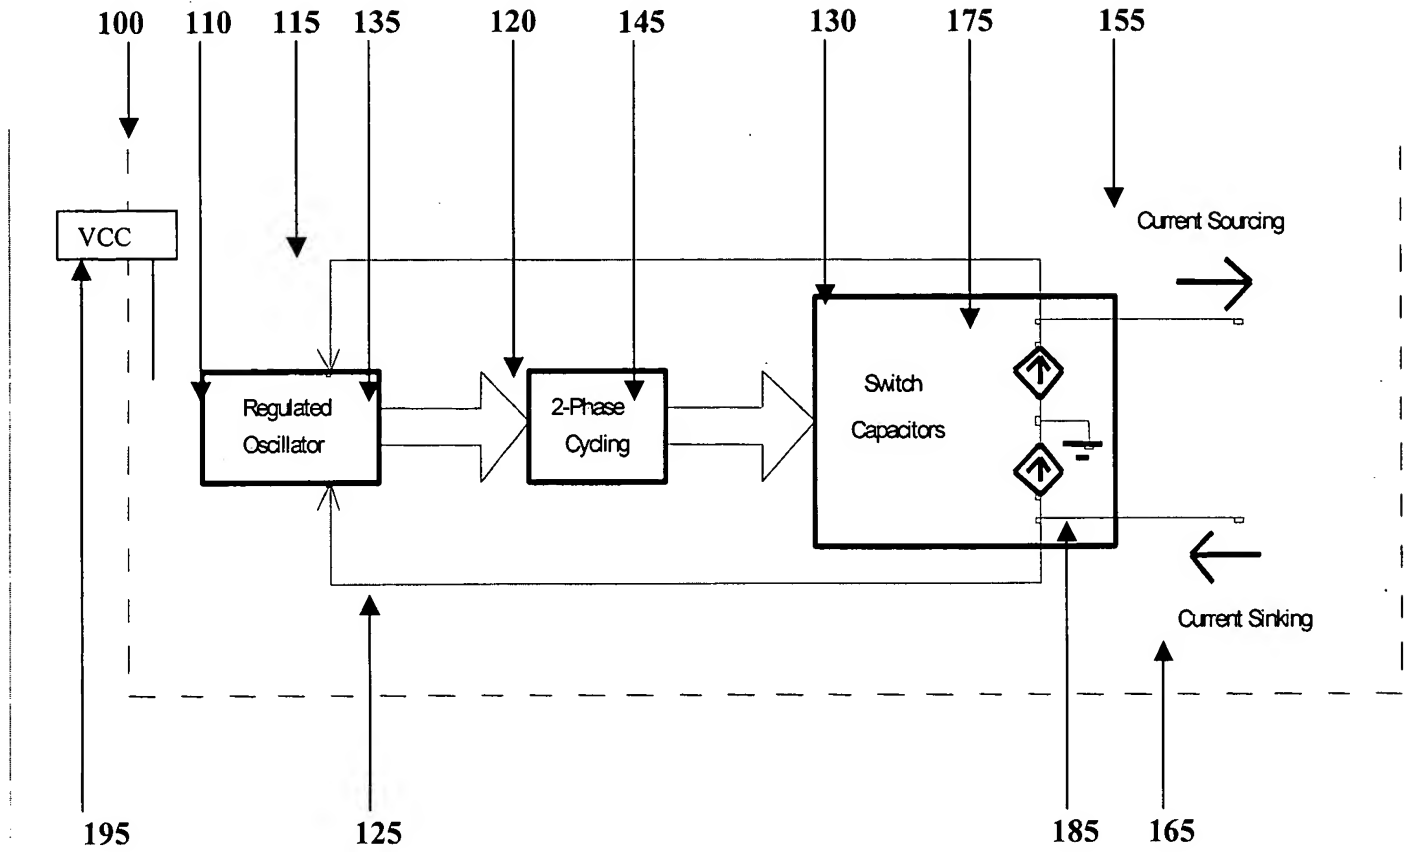 100 110 115 135 120 145 130 175 155
Current Sourcing
VCC
Regulated
Oscillator
2-Phase
Cycling
Switch
Capacitors
Current Sinking
195 125 185 165